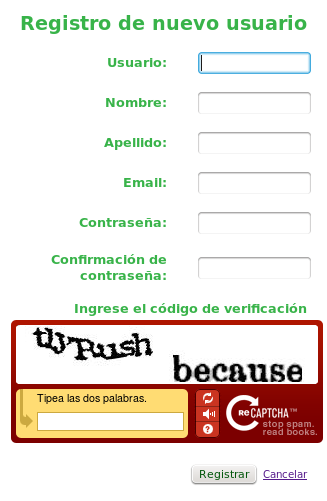 Registro de nuevo usuario
Usuario:
Nombre:
Apellido:
Email:
Contraseña:
Confirmación de
contraseña:
Ingrese el código de verificación
because
Tipea las dos palabras.
reCAPTCHA™
stop spam.
read books.
Registrar Cancelar